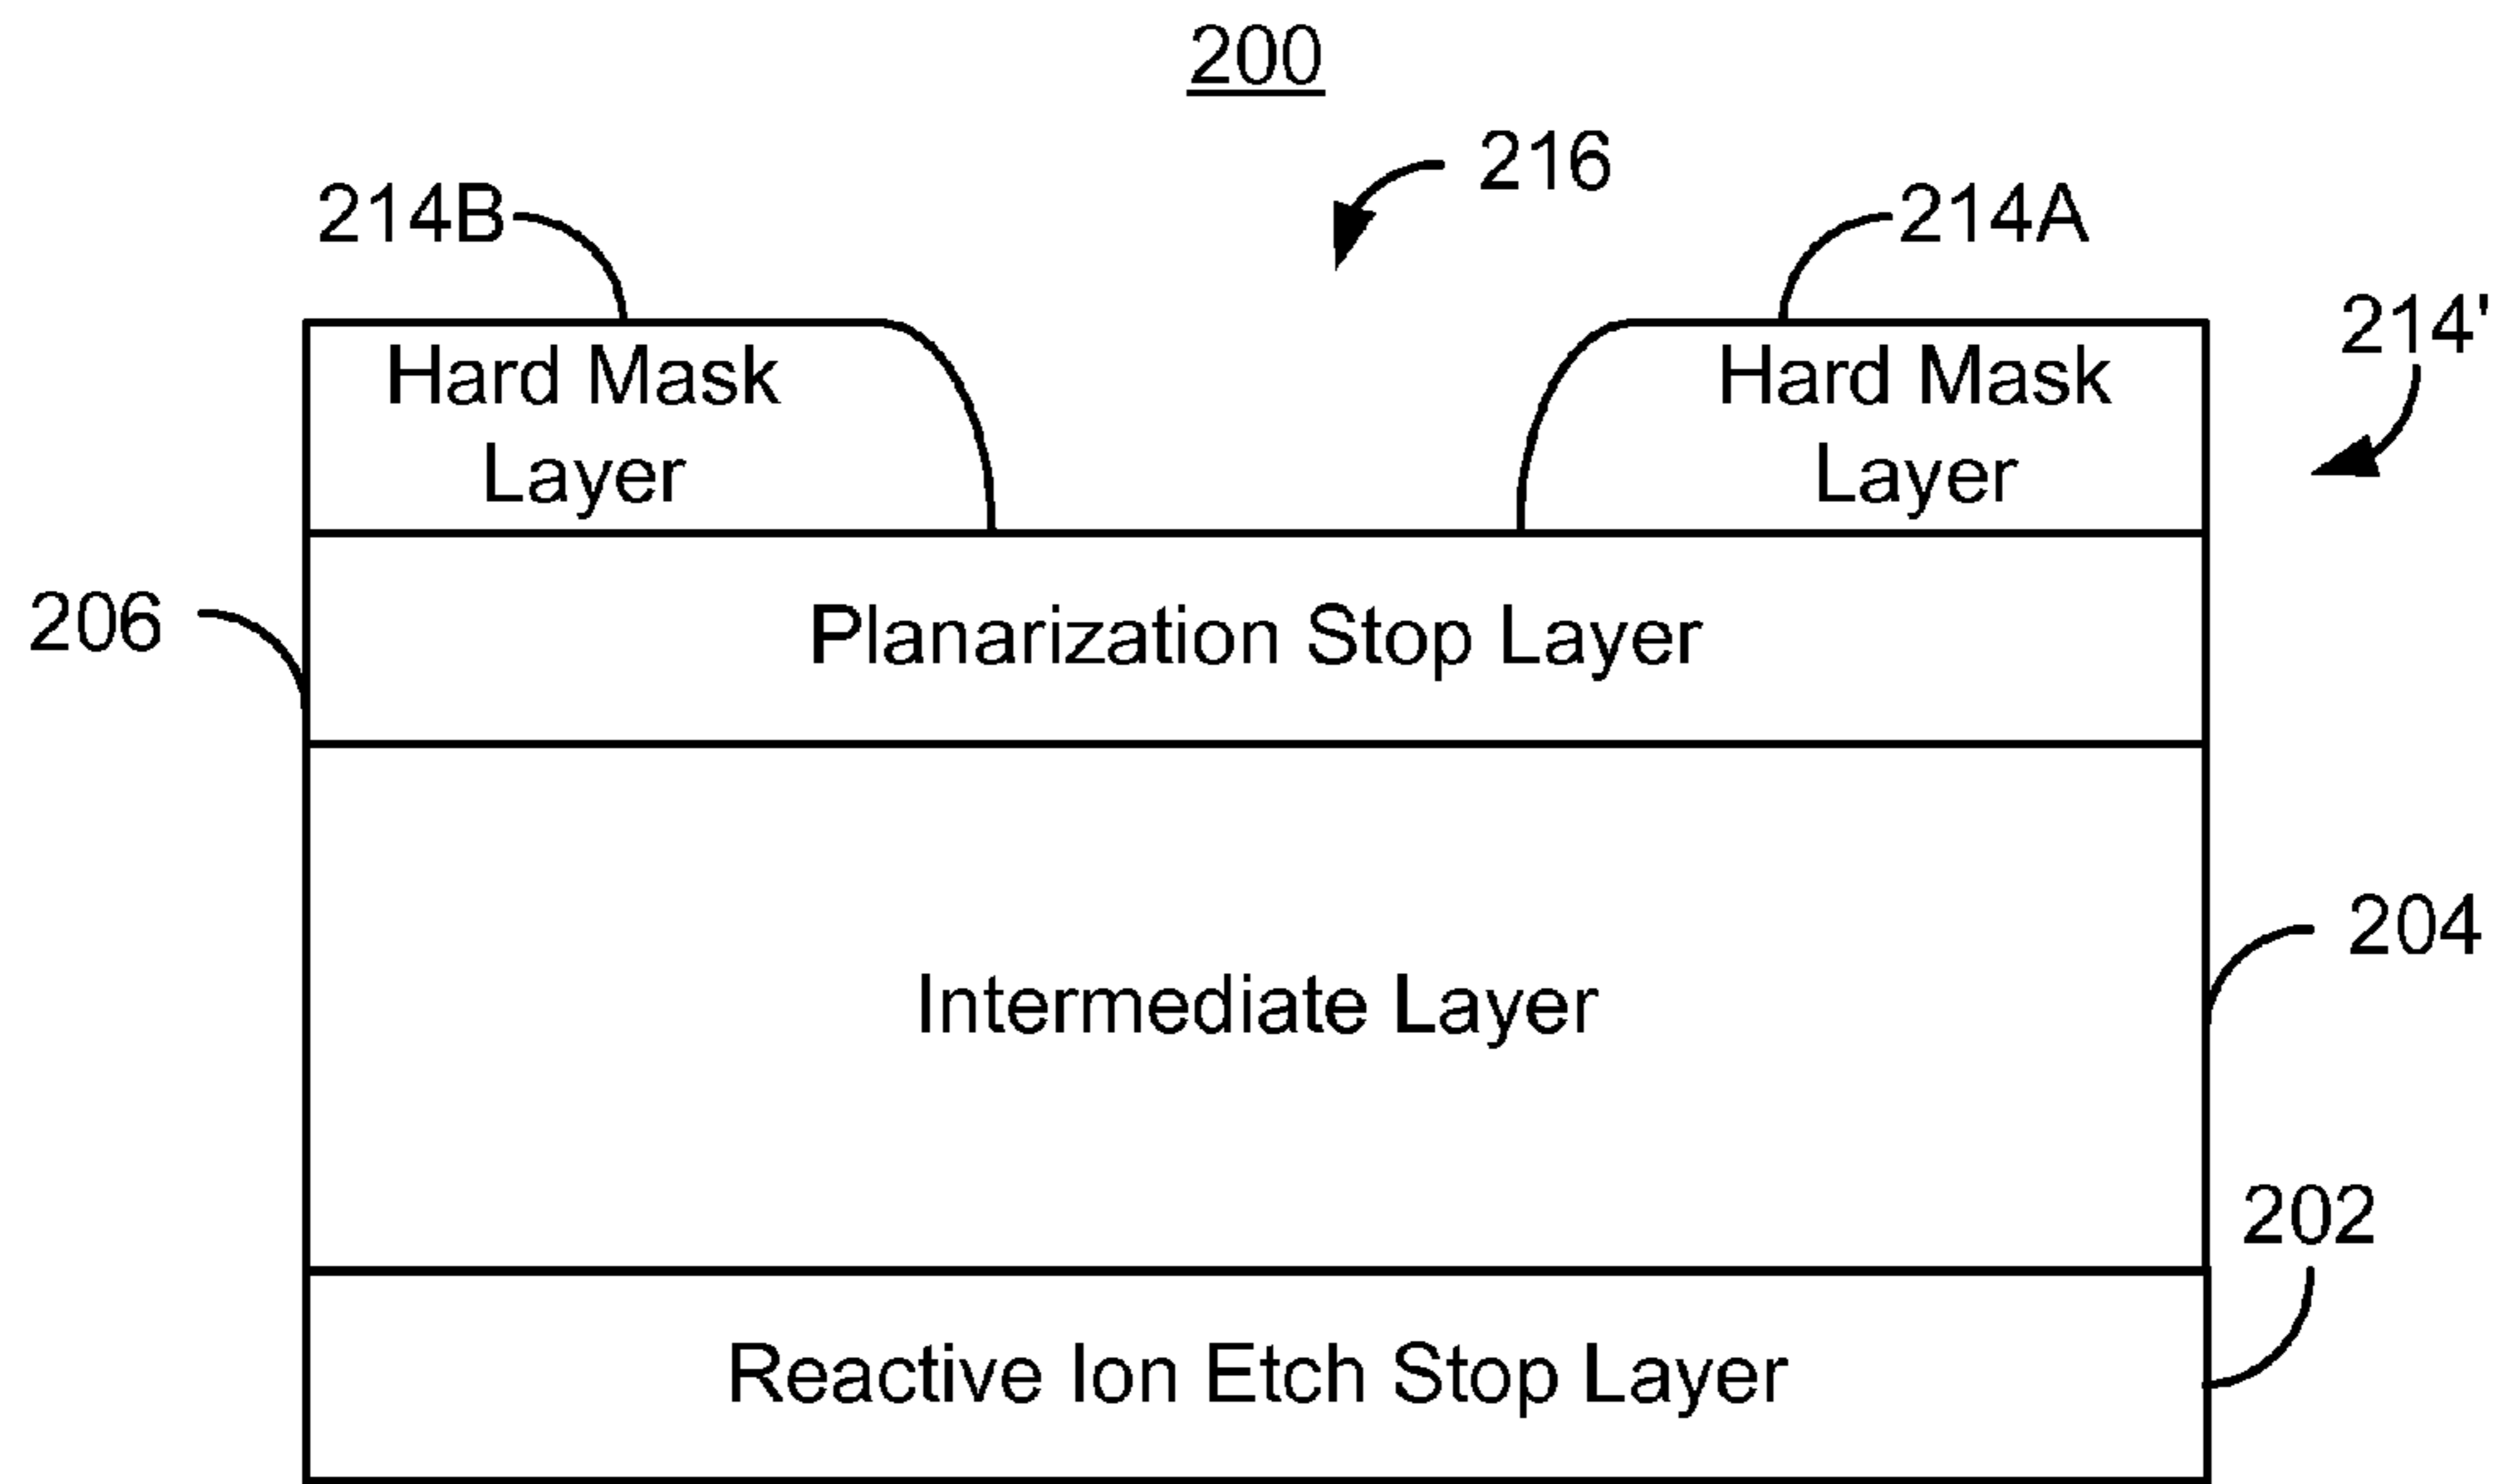 200
216
214B
214A
214'
Hard Mask
Layer
Hard Mask
Layer
206
Planarization Stop Layer
204
Intermediate Layer
202
Reactive Ion Etch Stop Layer